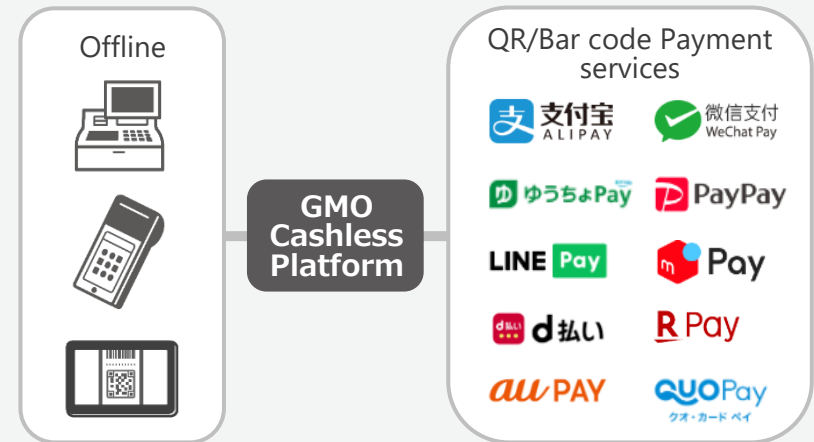 Offline
QR/Bar code Payment
services
支 支付宝
ALIPAY
微信支付
WeChat Pay
ゆ ゆうちょPay
PayPay
LINE Pay
m Pay
d払い d払い
R Pay
au PAY
QUOPay
クオ・カード ペイ
GMO
Cashless
Platform